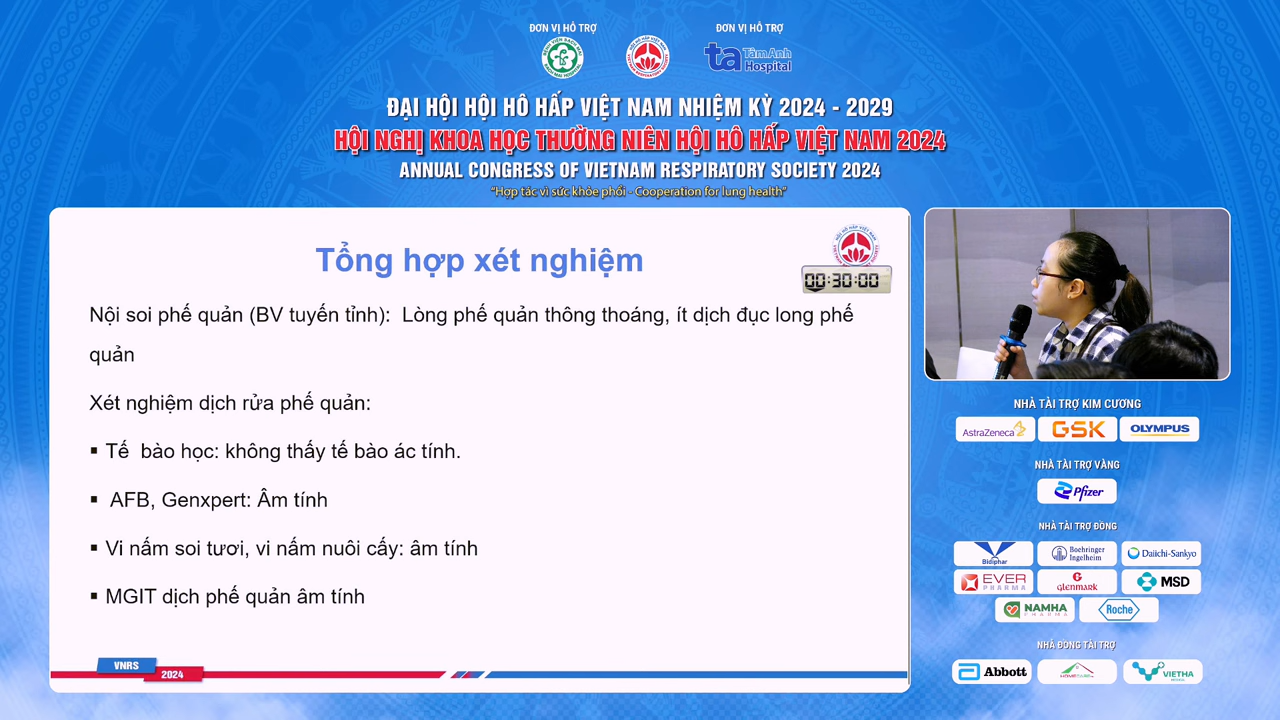 ĐƠN VỊ HỖ TRỢ
ĐƠN VỊ HỖ TRỢ
ta TâmAnh
Hospital
ĐẠI HỘI HỘI HÔ HẤP VIỆT NAM NHIỆM KỲ 2024 - 2029
HỘI NGHỊ KHOA HỌC THƯỜNG NIÊN HỘI HÔ HẤP VIỆT NAM 2024
ANNUAL CONGRESS OF VIETNAM RESPIRATORY SOCIETY 2024
"Hợp tác vì sức khỏe phổi - Cooperation for lung health"
Tổng hợp xét nghiệm
00:30:00
Nội soi phế quản (BV tuyến tỉnh): Lòng phế quản thông thoáng, ít dịch đục long phế
quản
Xét nghiệm dịch rửa phế quản:
▪ Tế bào học: không thấy tế bào ác tính.
▪ AFB, Genxpert: Âm tính
▪ Vi nấm soi tươi, vi nấm nuôi cấy: âm tính
▪ MGIT dịch phế quản âm tính
VNRS
2024
NHÀ TÀI TRỢ KIM CƯƠNG
AstraZeneca GSK OLYMPUS
NHÀ TÀI TRỢ VÀNG
Pfizer
NHÀ TÀI TRỢ ĐỒNG
Bidiphar Boehringer Ingelheim Daiichi-Sankyo
EVER PHARMA GLENMARK MSD
NAMHA PHARMA Roche
NHÀ ĐỒNG TÀI TRỢ
Abbott HOMETABE VIETHA